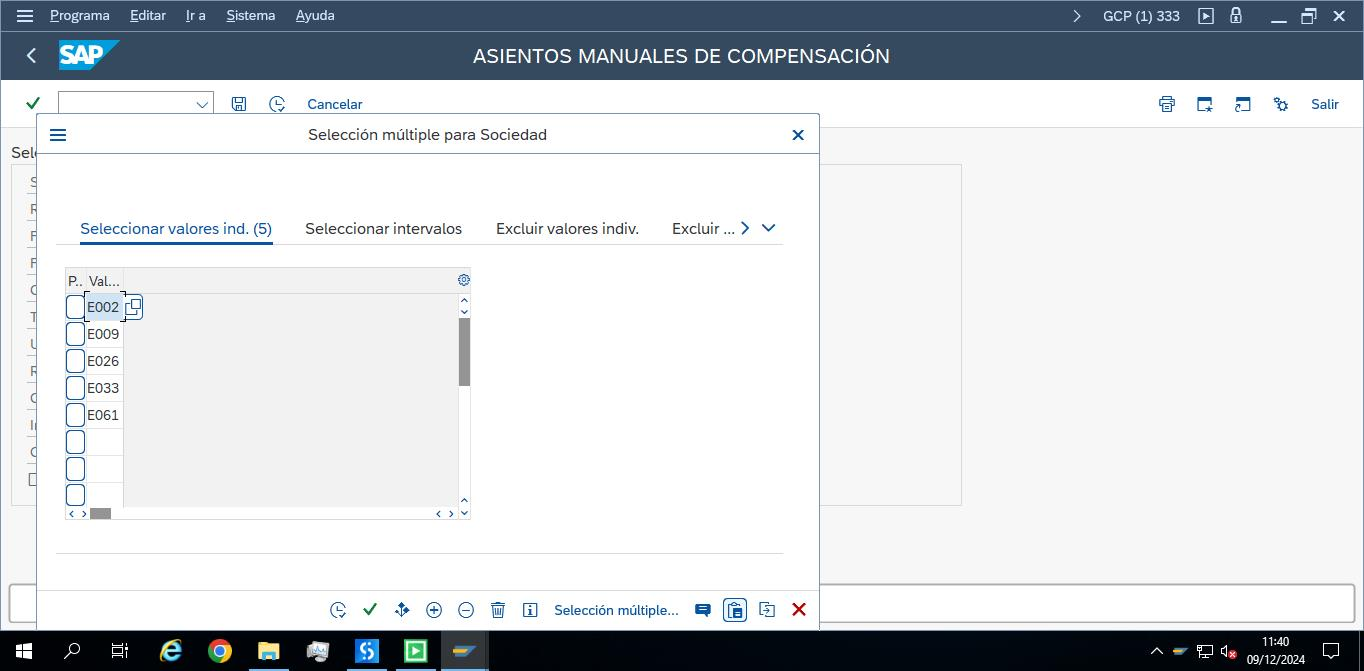 Programa Editar Ir a Sistema Ayuda GCP (1) 333
SAP ASIENTOS MANUALES DE COMPENSACIÓN
Cancelar Salir
Selección múltiple para Sociedad
Seleccionar valores ind. (5) Seleccionar intervalos Excluir valores indiv. Excluir ...
P.. Val...
E002
E009
E026
E033
E061
Selección múltiple...
11:40
09/12/2024